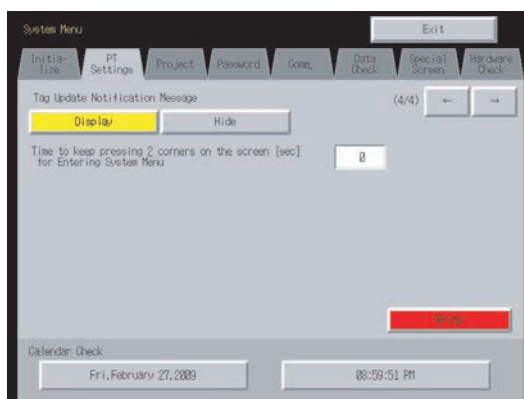 System Menu
Exit
Initia-
lize
PT
Settings
Project
Password
Comm.
Data
Check
Special
Screen
Hardware
Check
Tag Update Notification Message
(4/4)
←
→
Display
Hide
Time to keep pressing 2 corners on the screen [sec]
for Entering System Menu
0
Calendar Check
Fri,February 27,2009
08:59:51 PM